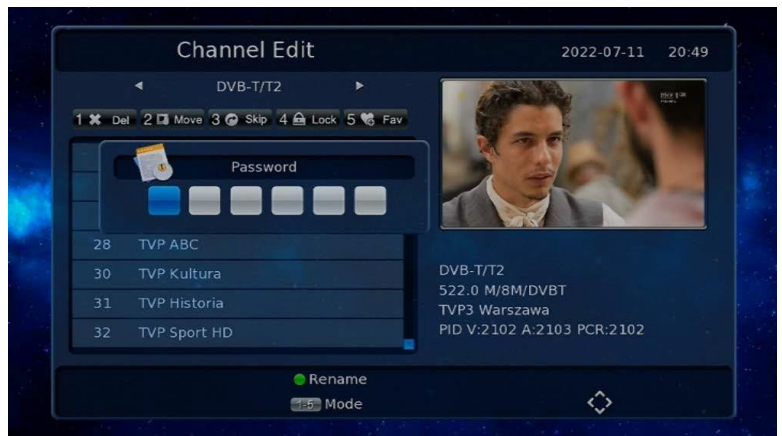 Channel Edit
2022-07-11 20:49
DVB-T/T2
1 Del 2 Move 3 Skip 4 Lock 5 Fav
Password
28 TVP ABC
30 TVP Kultura
31 TVP Historia
32 TVP Sport HD
DVB-T/T2
522.0 M/8M/DVBT
TVP3 Warszawa
PID V:2102 A:2103 PCR:2102
Rename
1-5 Mode